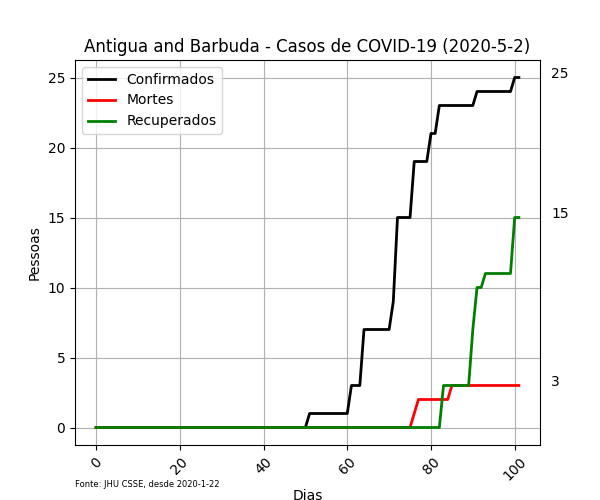 Antigua and Barbuda - Casos de COVID-19 (2020-5-2)
Confirmados
Mortes
Recuperados
25
20
15
10
5
0
Pessoas
25
15
3
0
20
40
60
80
100
Dias
Fonte: JHU CSSE, desde 2020-1-22